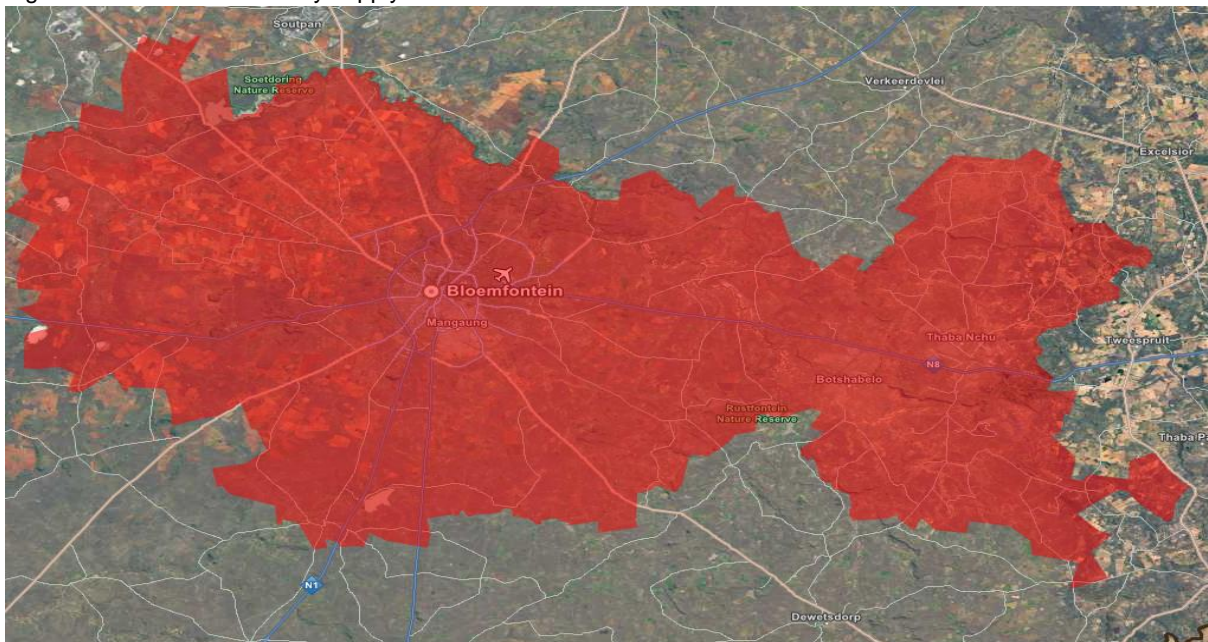 Soutpan
Soetdoring
Nature Reserve
Verkeerdevlei
Excelsior
Bloemfontein
Mangaung
Thaba Nchu
Tweespruit
N8
Botshabelo
Rustfontein
Nature Reserve
Thaba Pa
N1
Dewetsdorp